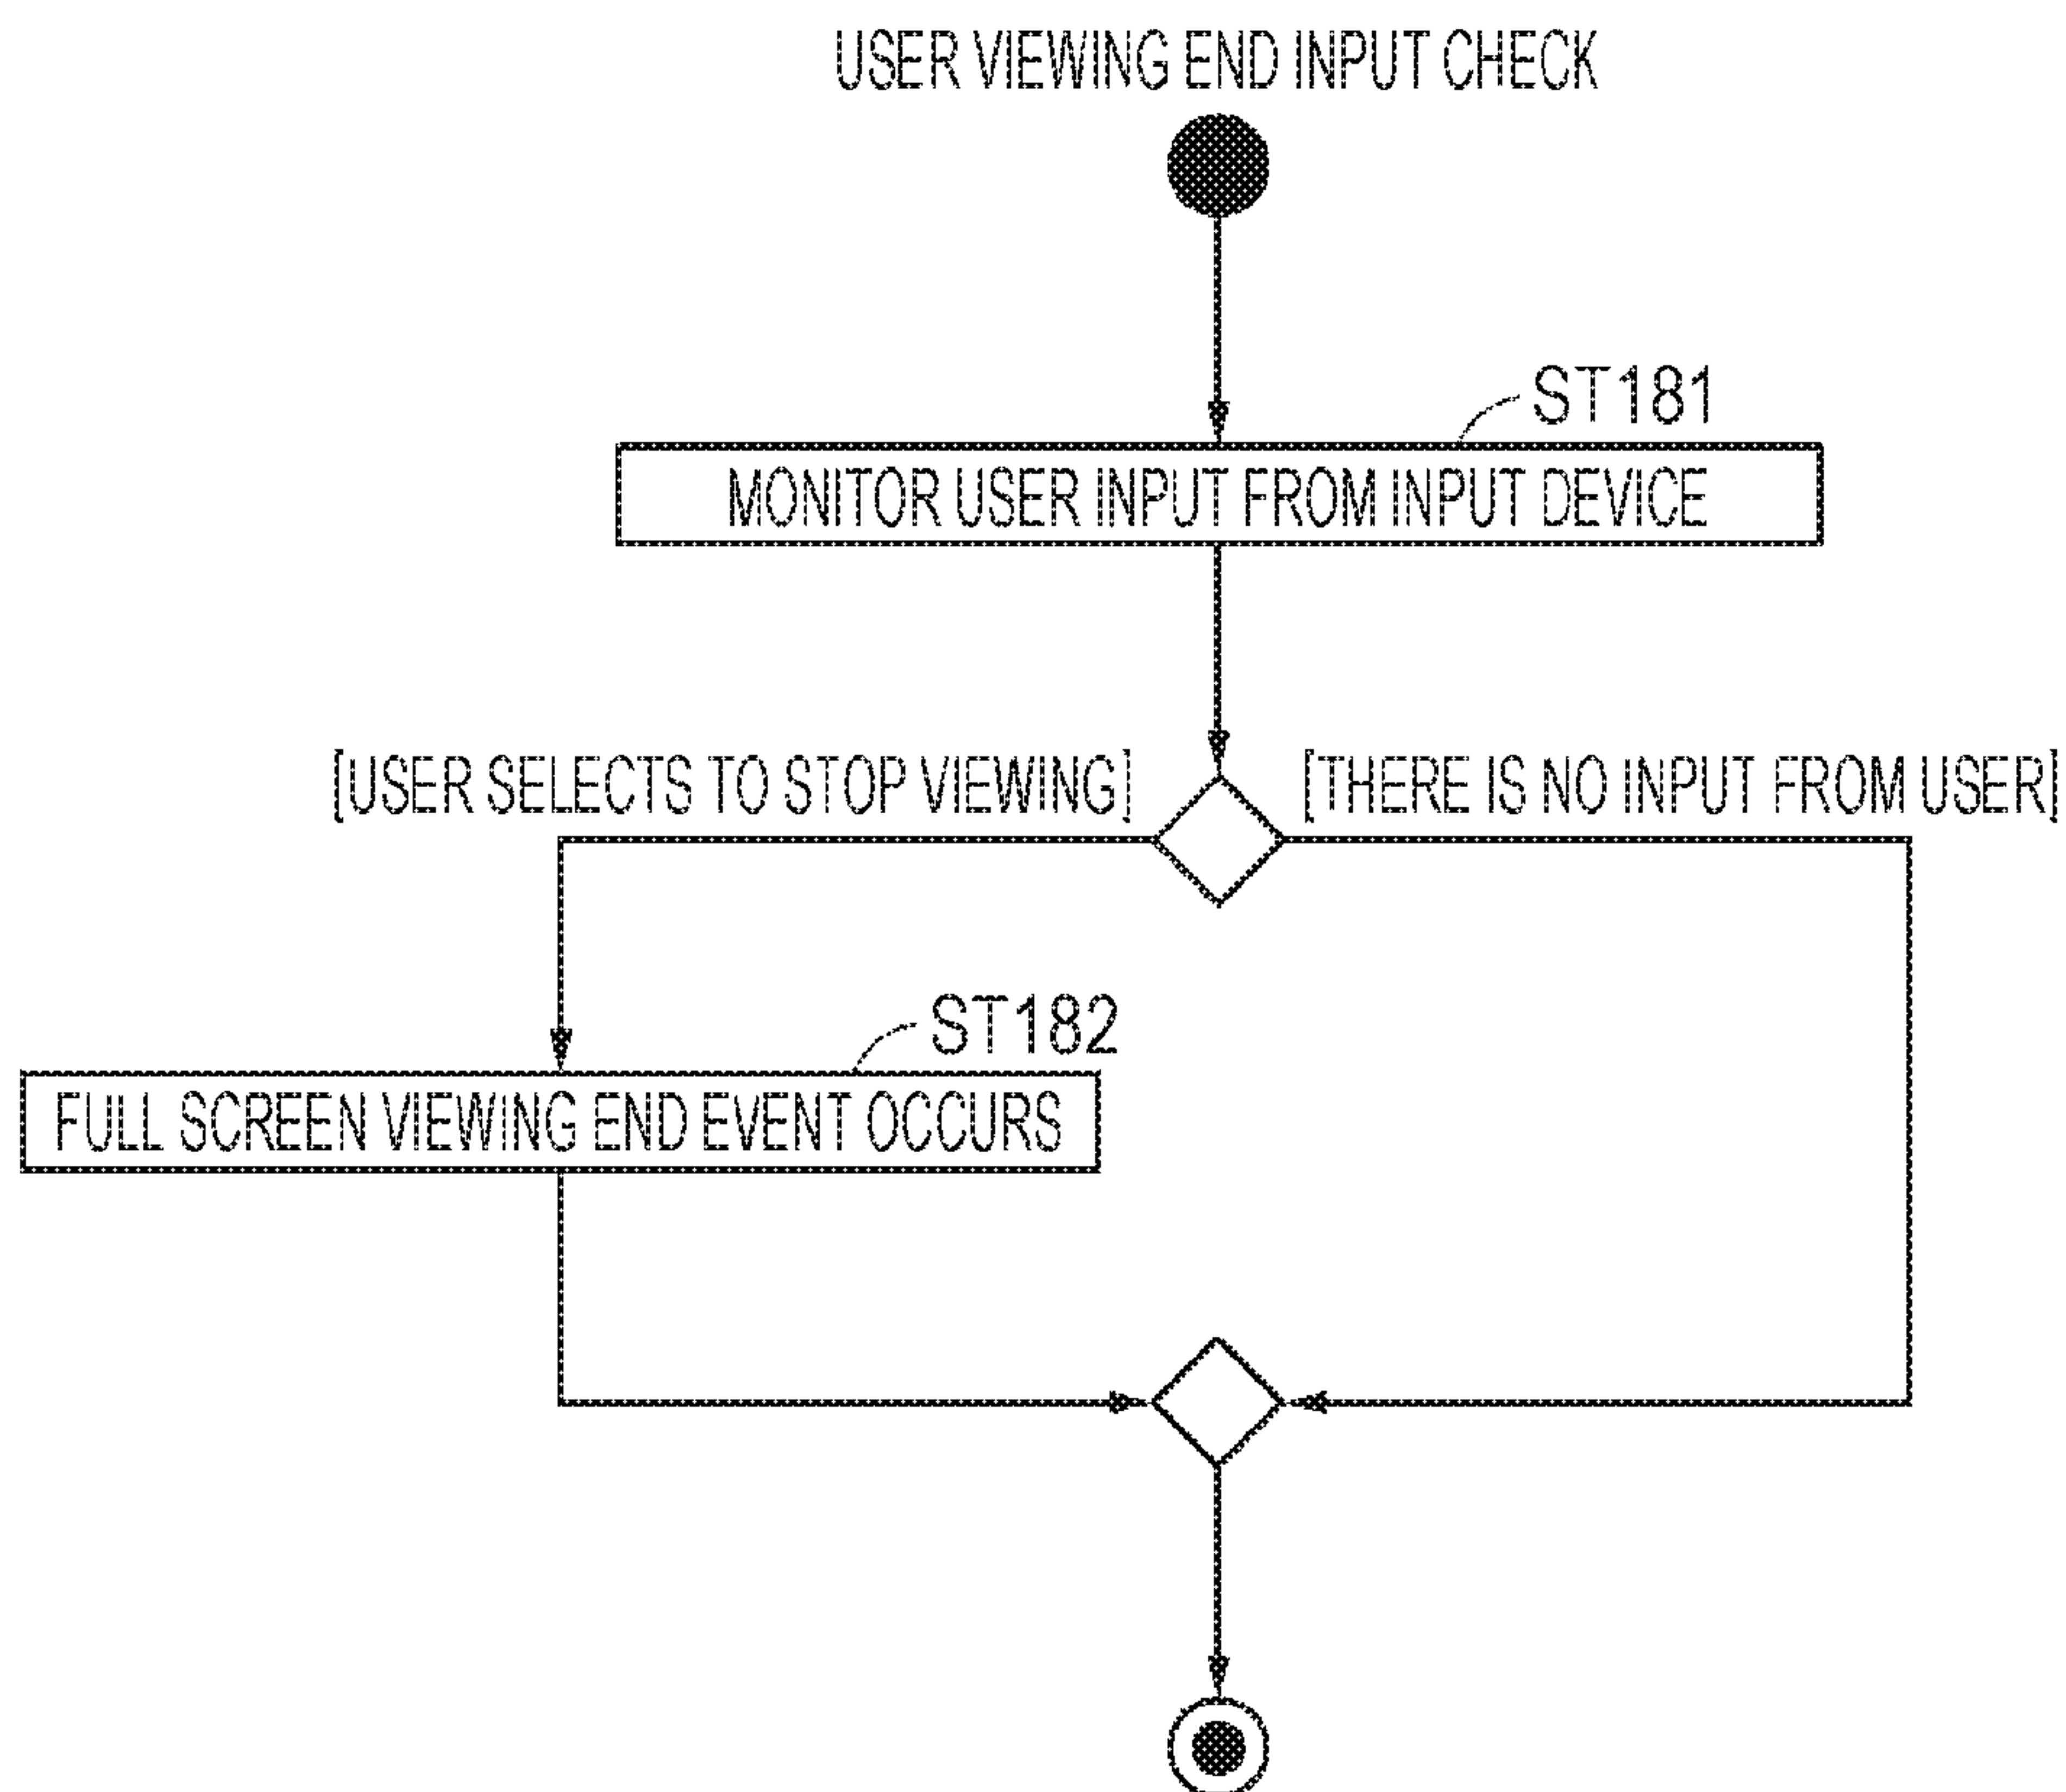 USER VIEWING END INPUT CHECK
ST181
MONITOR USER INPUT FROM INPUT DEVICE
[USER SELECTS TO STOP VIEWING]
[THERE IS NO INPUT FROM USER]
ST182
FULL SCREEN VIEWING END EVENT OCCURS